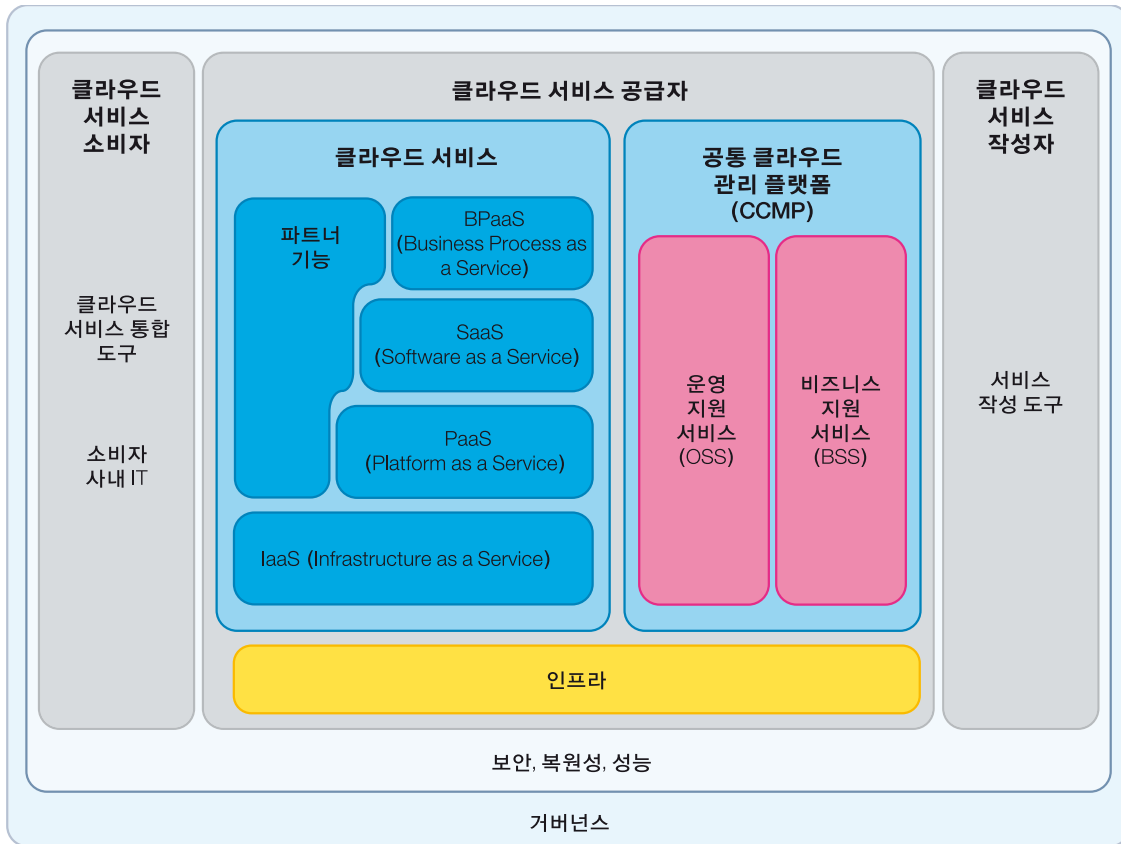 클라우드
서비스
소비자
클라우드
서비스 통합
도구
소비자
사내 IT
클라우드 서비스 공급자
클라우드 서비스
파트너
기능
BPaaS
(Business Process as
a Service)
SaaS
(Software as a Service)
PaaS
(Platform as a Service)
IaaS (Infrastructure as a Service)
공통 클라우드
관리 플랫폼
(CCMP)
운영
지원
서비스
(OSS)
비즈니스
지원
서비스
(BSS)
인프라
클라우드
서비스
작성자
서비스
작성 도구
보안, 복원성, 성능
거버넌스